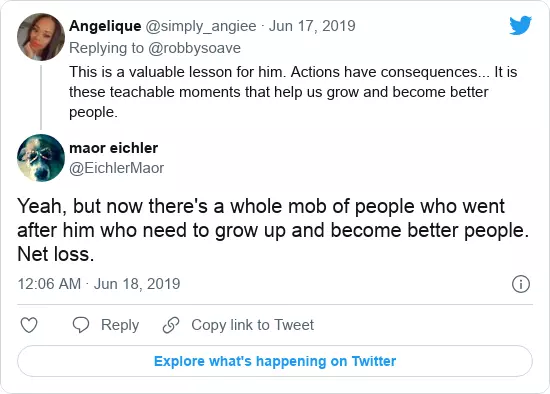 Angelique @simply_angiee · Jun 17, 2019
Replying to @robbysoave
This is a valuable lesson for him. Actions have consequences... It is
these teachable moments that help us grow and become better
people.
maor eichler
@EichlerMaor
Yeah, but now there's a whole mob of people who went
after him who need to grow up and become better people.
Net loss.
12:06 AM · Jun 18, 2019
Reply
Copy link to Tweet
Explore what's happening on Twitter